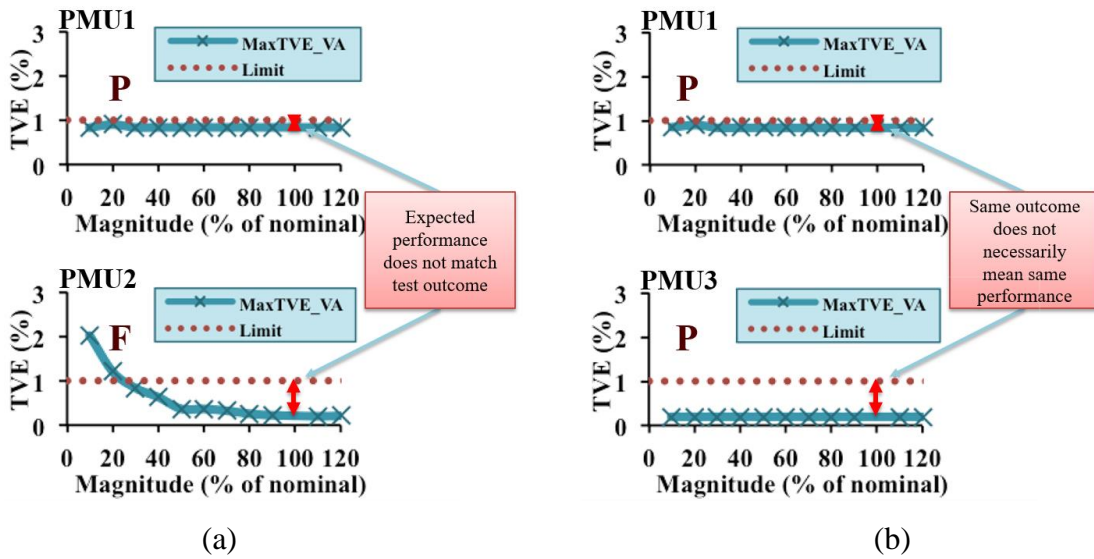 PMU1
3
2
1
0
TVE (%)
MaxTVE_VA
Limit
P
0 20 40 60 80 100 120
Magnitude (% of nominal)
Expected
performance
does not match
test outcome
PMU2
3
2
1
0
TVE (%)
MaxTVE_VA
Limit
F
0 20 40 60 80 100 120
Magnitude (% of nominal)
(a)
PMU1
3
2
1
0
TVE (%)
MaxTVE_VA
Limit
P
0 20 40 60 80 100 120
Magnitude (% of nominal)
Same outcome
does not
necessarily
mean same
performance
PMU3
3
2
1
0
TVE (%)
MaxTVE_VA
Limit
P
0 20 40 60 80 100 120
Magnitude (% of nominal)
(b)